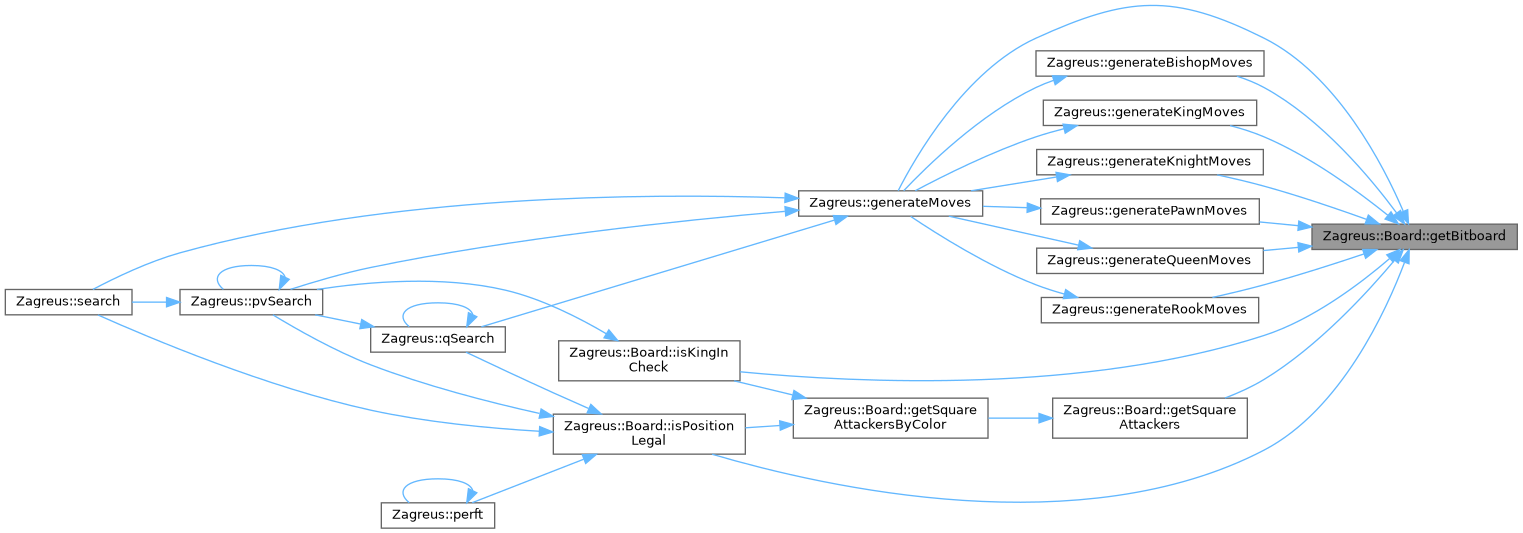 Zagreus::generateBishopMoves
Zagreus::generateKingMoves
Zagreus::generateKnightMoves
Zagreus::generateMoves
Zagreus::generatePawnMoves
Zagreus::Board::getBitboard
Zagreus::generateQueenMoves
Zagreus::search
Zagreus::pvSearch
Zagreus::generateRookMoves
Zagreus::qSearch
Zagreus::Board::isKingIn
Check
Zagreus::Board::getSquare
AttackersByColor
Zagreus::Board::getSquare
Attackers
Zagreus::Board::isPosition
Legal
Zagreus::perft